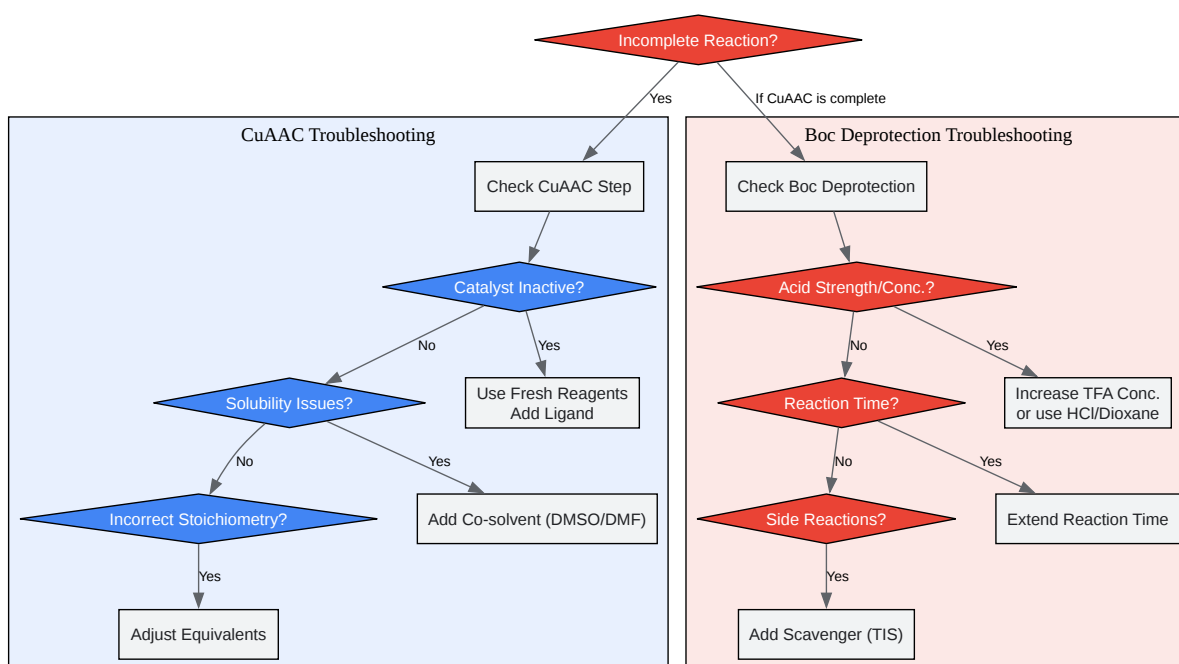 Incomplete Reaction?
Yes
If CuAAC is complete
CuAAC Troubleshooting
Boc Deprotection Troubleshooting
Check CuAAC Step
Check Boc Deprotection
Catalyst Inactive?
Acid Strength/Conc.?
No
Yes
No
Yes
Solubility Issues?
Use Fresh Reagents
Add Ligand
Reaction Time?
Increase TFA Conc.
or use HCl/Dioxane
No
Yes
No
Yes
Incorrect Stoichiometry?
Add Co-solvent (DMSO/DMF)
Side Reactions?
Extend Reaction Time
Yes
Yes
Adjust Equivalents
Add Scavenger (TIS)